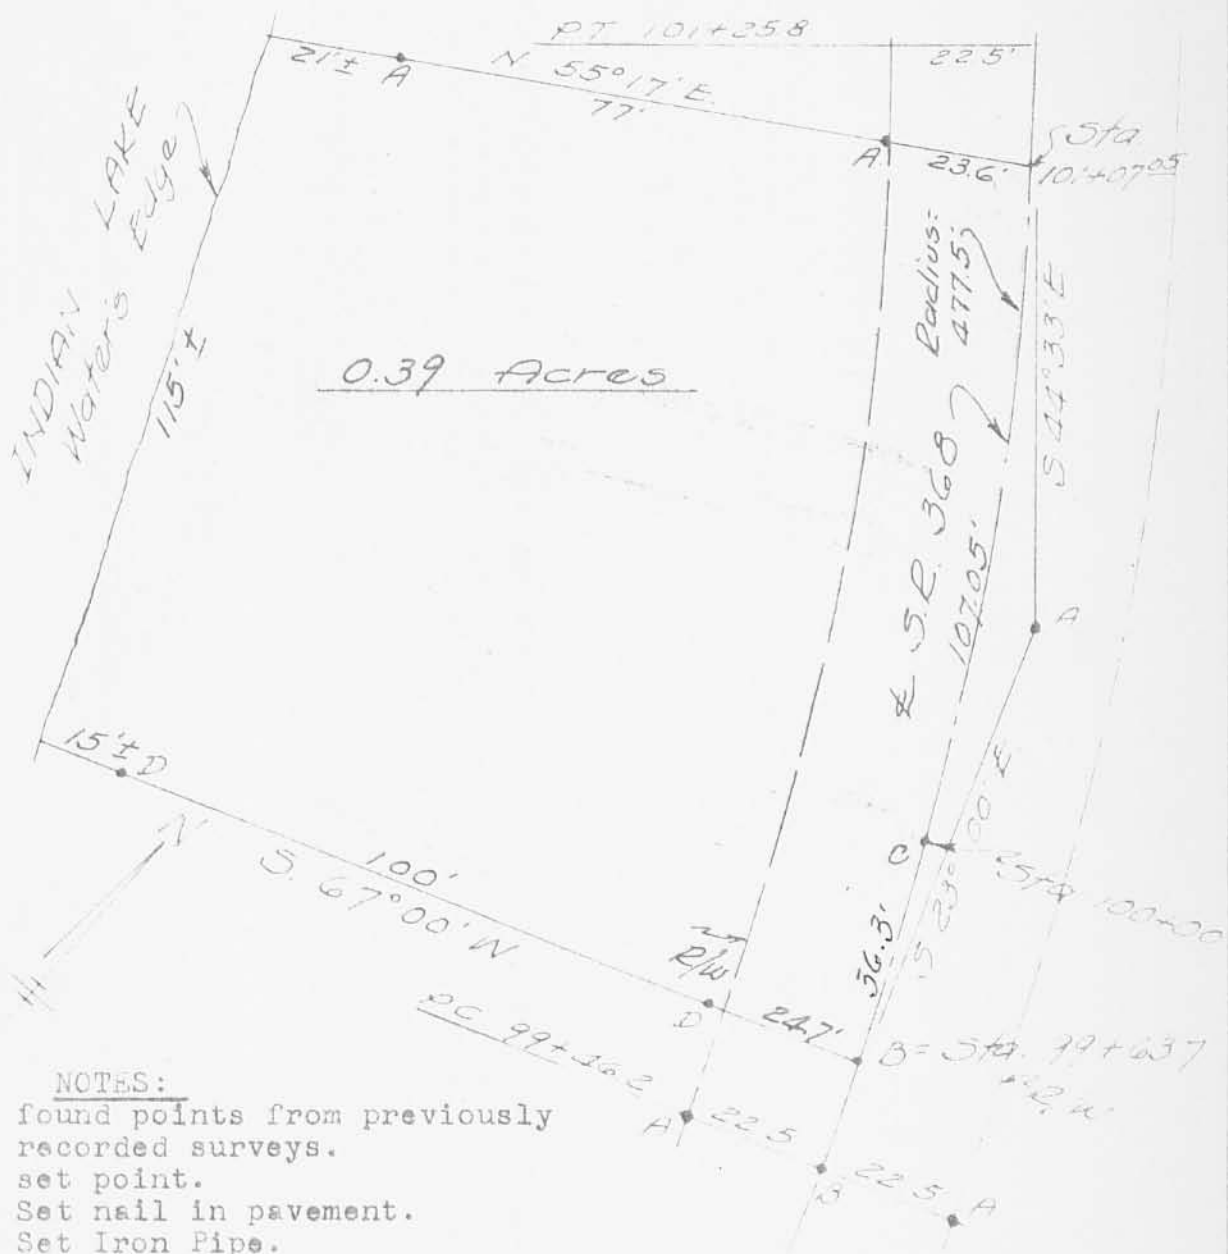 PT 101+25.8
22.5'
21'± A
N 55°17'E.
77'
A
23.6'
Sta.
101+07.05
INDIAN LAKE
Water's Edge
115'±
0.39 Acres
Radius:
477.5'
S 44°33'E
℄ S.R. 368
107.05'
A
15'± D
C
Sta 100+00
S 23°00'E
N
100'
S. 67°00'W
36.3'
R/W
D
24.7'
B= Sta. 99+63.7
R/W
PC 99+46.2
A
22.5
B
22.5
A
NOTES:
found points from previously
recorded surveys.
set point.
Set nail in pavement.
Set Iron Pipe.